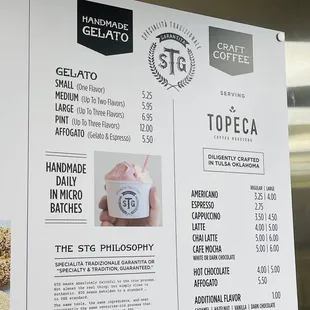 HANDMADE
GELATO
SPECIALITÀ TRADIZIONALE
GARANTITA
STG
CRAFT
COFFEE
GELATO
SMALL (One Flavor) 5.25
MEDIUM (Up To Two Flavors) 5.95
LARGE (Up To Three Flavors) 6.95
PINT (Up To Three Flavors) 12.00
AFFOGATO (Gelato & Espresso) 5.50
HANDMADE
DAILY
IN MICRO
BATCHES
STG
THE STG PHILOSOPHY
SPECIALITÀ TRADIZIONALE GARANTITA OR
"SPECIALTY & TRADITION, GUARANTEED."
SERVING
TOPECA
COFFEE ROASTERS
DILIGENTLY CRAFTED
IN TULSA OKLAHOMA
REGULAR | LARGE
AMERICANO 3.25 | 4.00
ESPRESSO 2.75
CAPPUCCINO 3.50 | 4.50
LATTE 4.00 | 5.00
CHAI LATTE 5.00 | 6.00
CAFE MOCHA 5.00 | 6.00
WHITE OR DARK CHOCOLATE
HOT CHOCOLATE 4.00 | 5.00
AFFOGATO 5.50
ADDITIONAL FLAVOR 1.00
CARAMEL | HAZELNUT | VANILLA | DARK CHOCOLATE